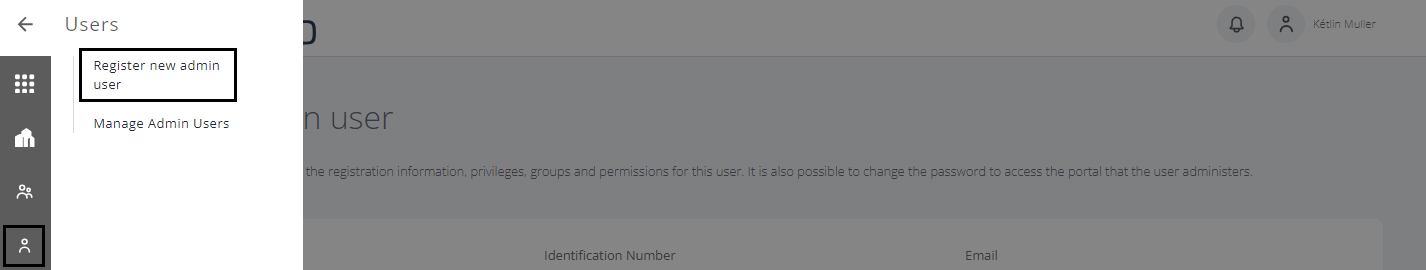 Users
Kétlin Muller
Register new admin
user
Manage Admin Users
n user
the registration information, privileges, groups and permissions for this user. It is also possible to change the password to access the portal that the user administers.
Identification Number
Email